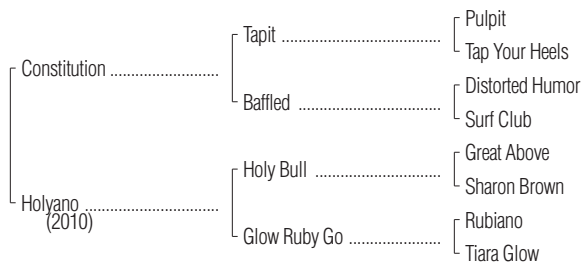 Pulpit
Tapit ............................................
Tap Your Heels
Constitution ..............................
Distorted Humor
Baffled .......................................
Surf Club
Great Above
Holy Bull ...................................
Sharon Brown
Holyano .....................................
(2010)
Rubiano
Glow Ruby Go .........................
Tiara Glow